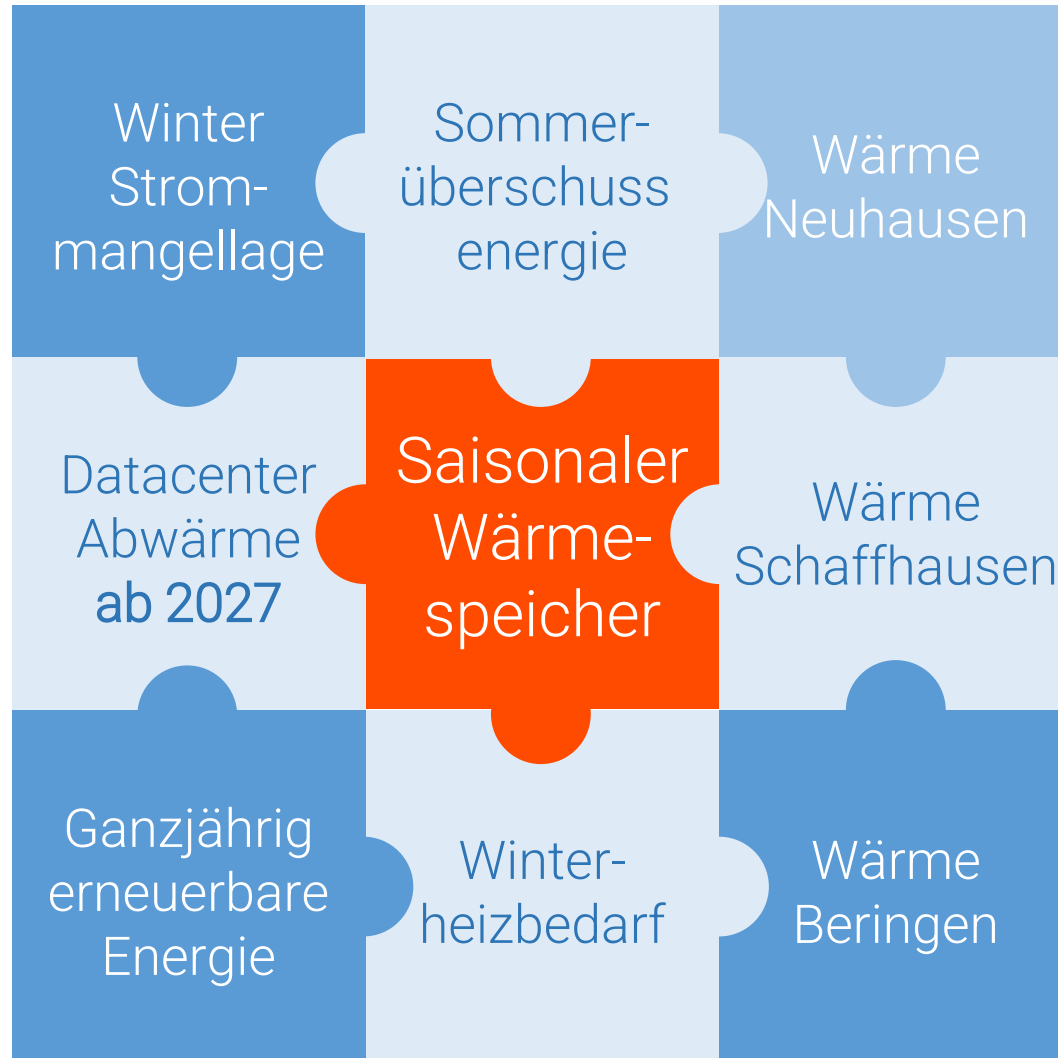 Winter
Strom-
mangellage
Sommer-
überschuss
energie
Wärme
Neuhausen
Datacenter
Abwärme
ab 2027
Saisonaler
Wärme-
speicher
Wärme
Schaffhausen
Ganzjährig
erneuerbare
Energie
Winter-
heizbedarf
Wärme
Beringen